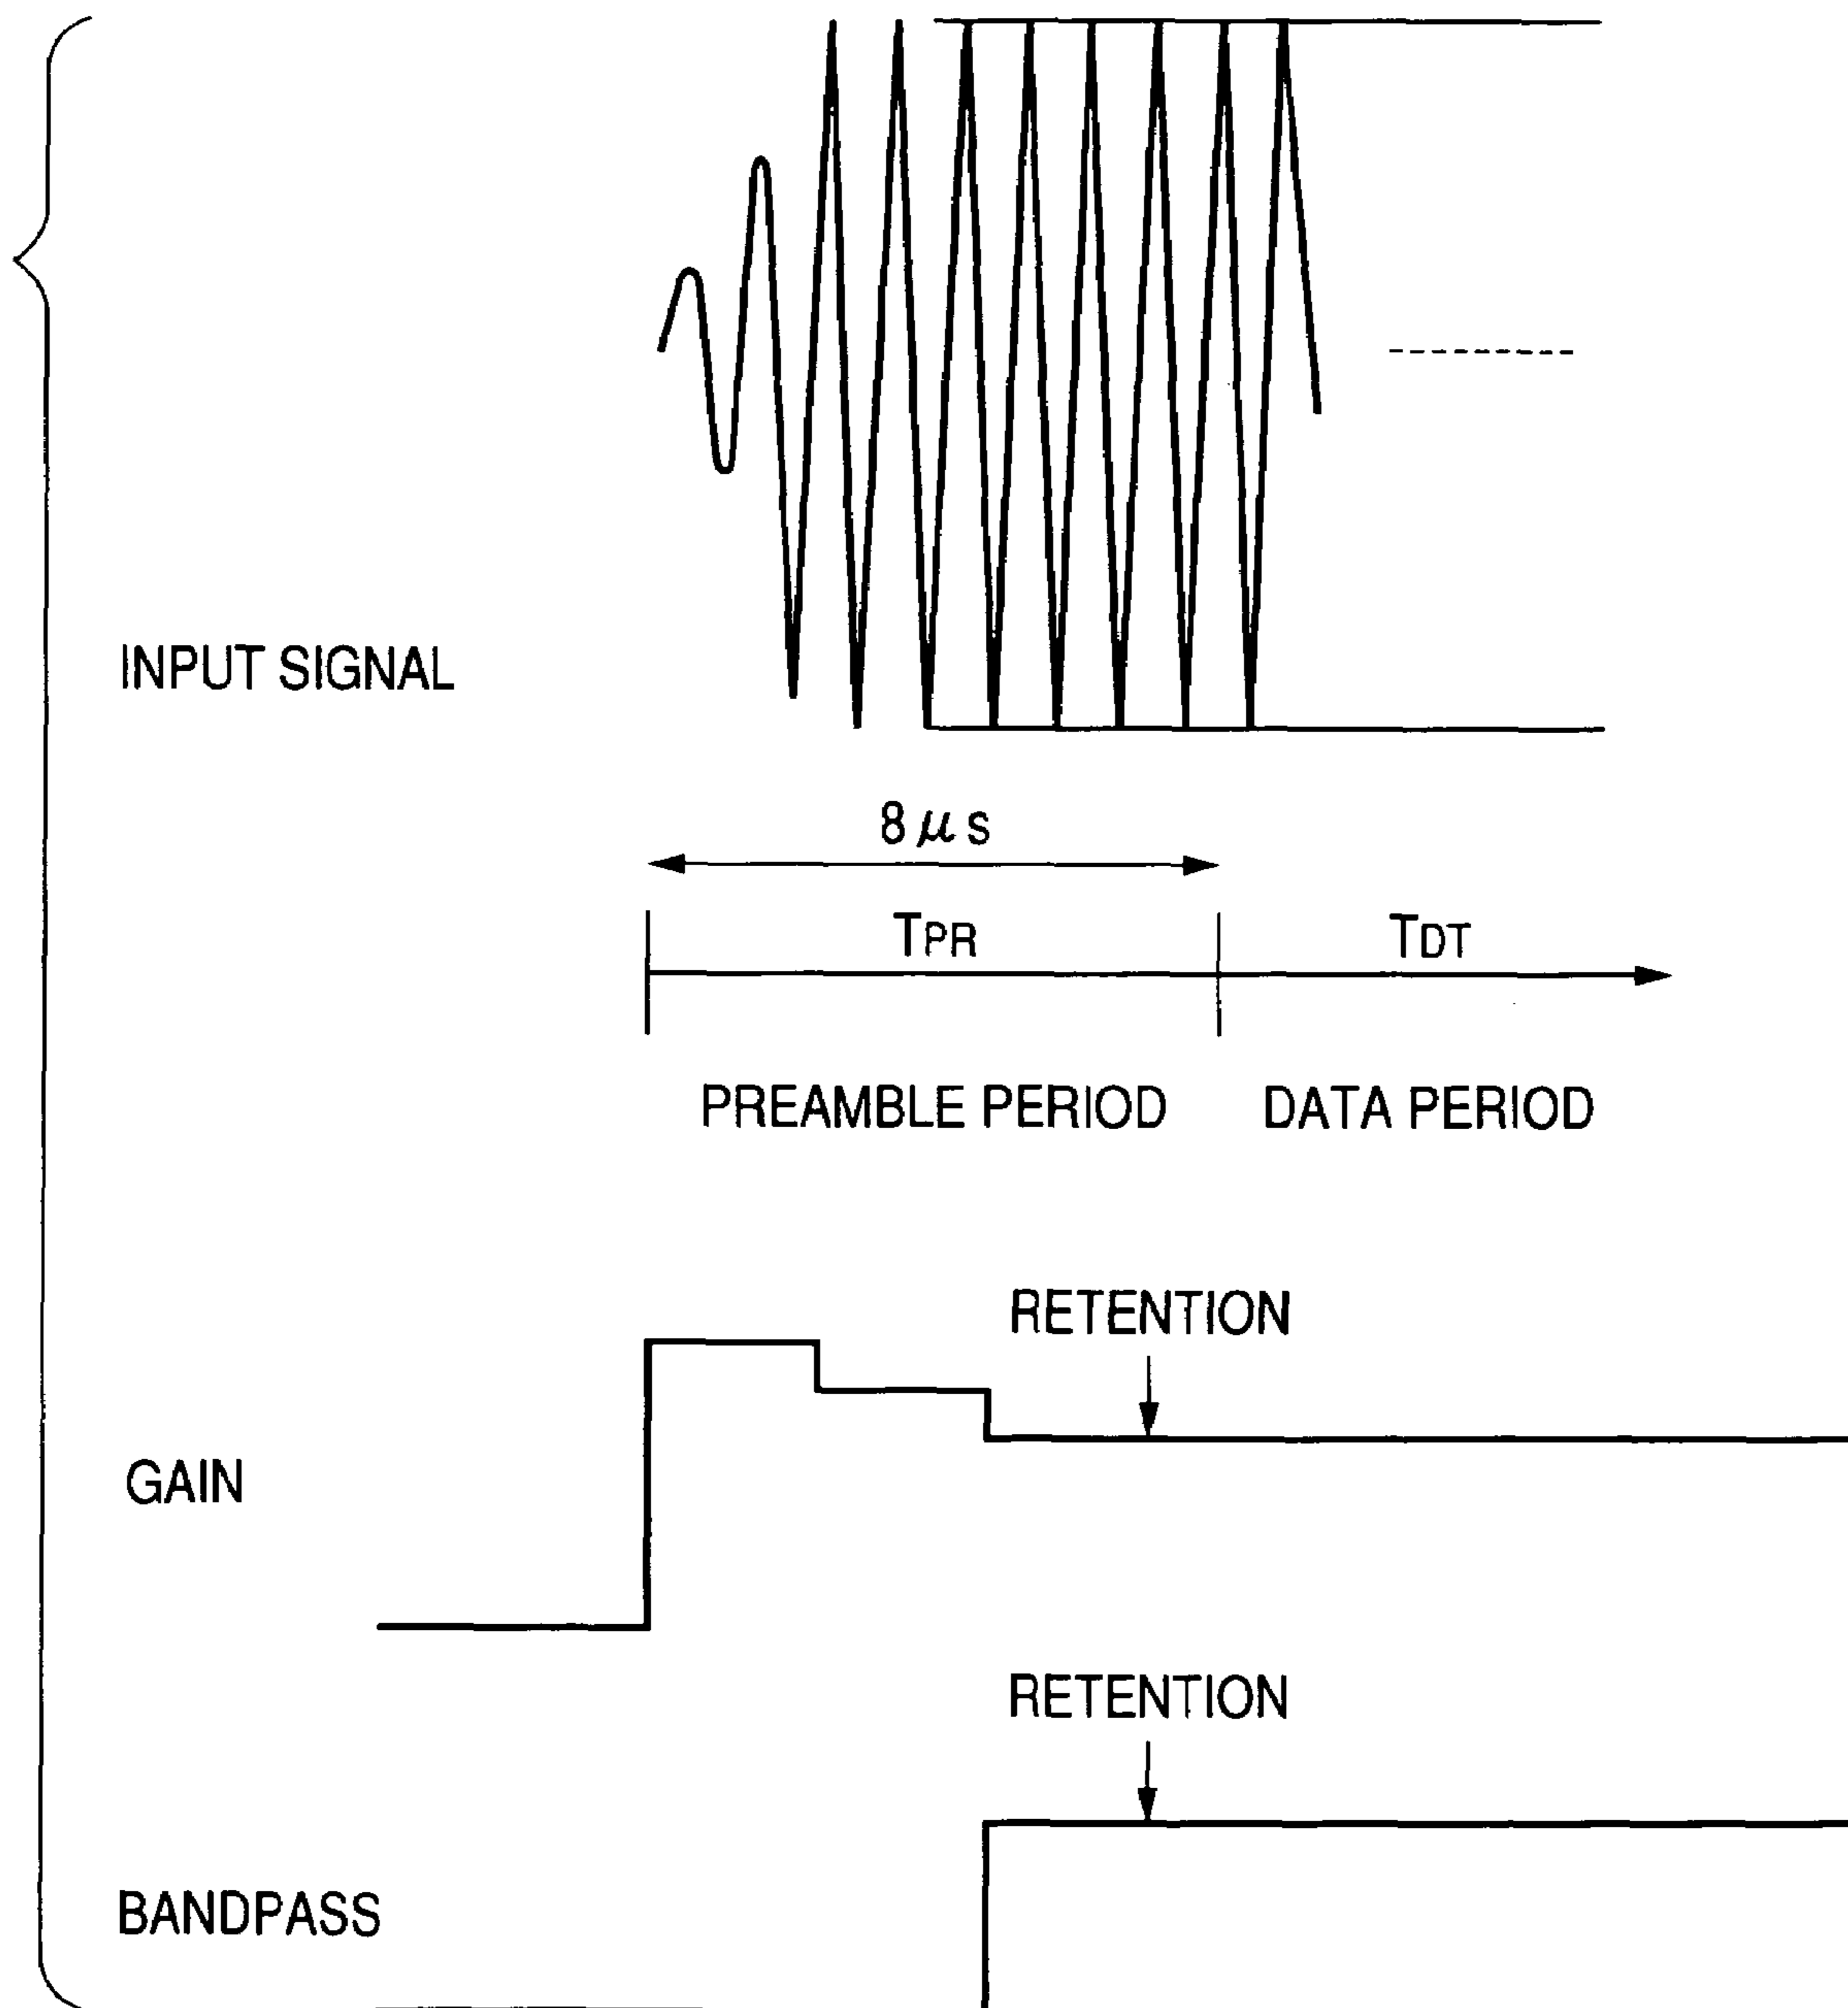 INPUT SIGNAL
8 μs
TPR
TDT
PREAMBLE PERIOD
DATA PERIOD
RETENTION
GAIN
RETENTION
BANDPASS